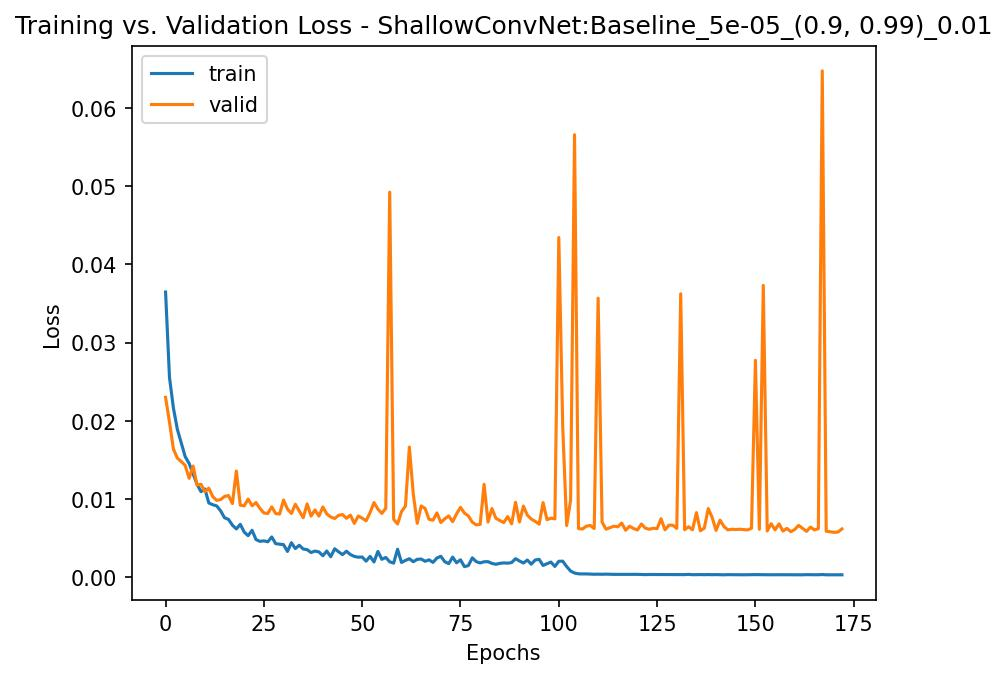 Training vs. Validation Loss - ShallowConvNet:Baseline_5e-05_(0.9, 0.99)_0.01
train
valid
0.06
0.05
0.04
0.03
0.02
0.01
0.00
Loss
0 25 50 75 100 125 150 175
Epochs